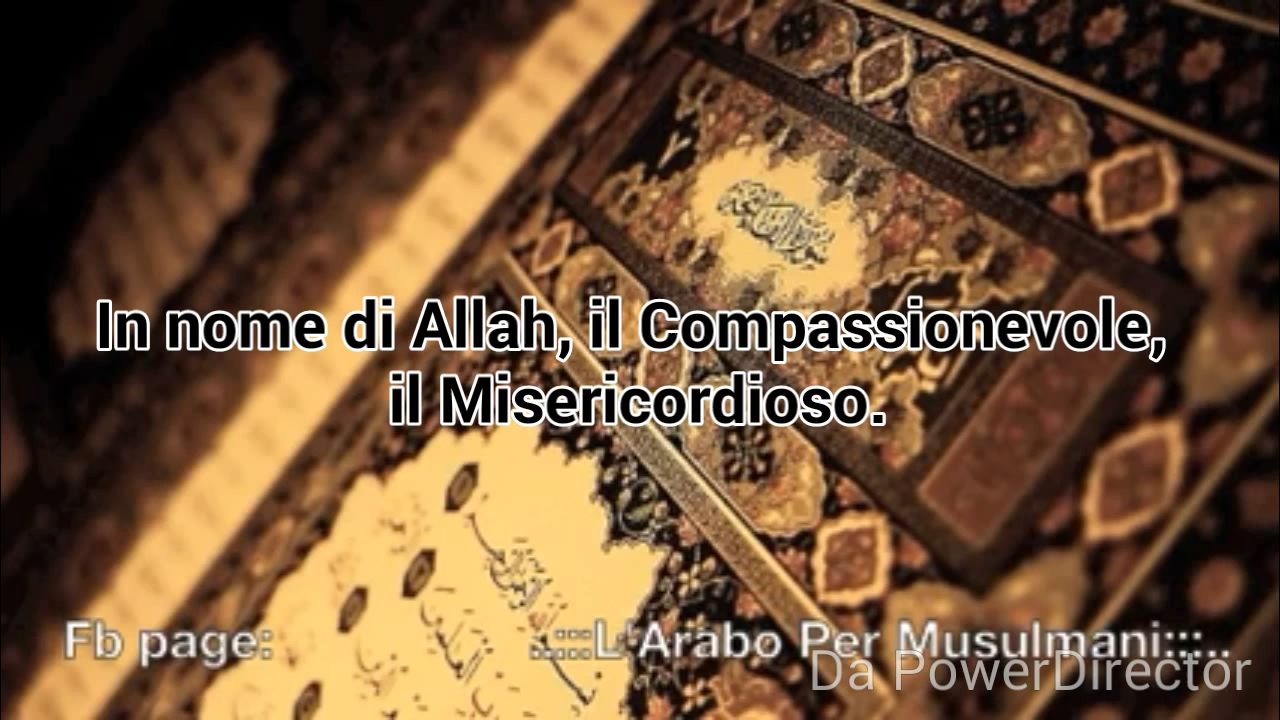 In nome di Allah, il Compassionevole,
il Misericordioso.
Fb page: ..:::L'Arabo Per Musulmani:::..
Da PowerDirector